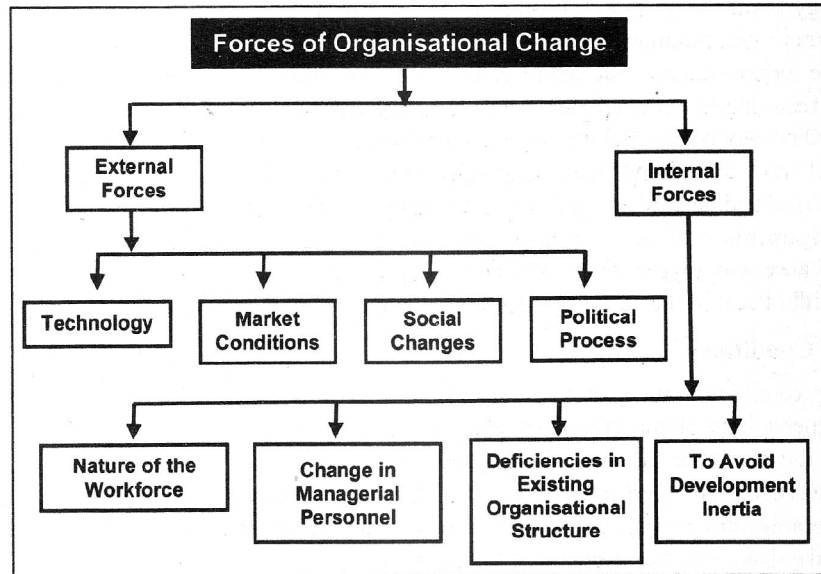 Forces of Organisational Change
External
Forces
Internal
Forces
Technology
Market
Conditions
Social
Changes
Political
Process
Nature of the
Workforce
Change in
Managerial
Personnel
Deficiencies in
Existing
Organisational
Structure
To Avoid
Development
Inertia